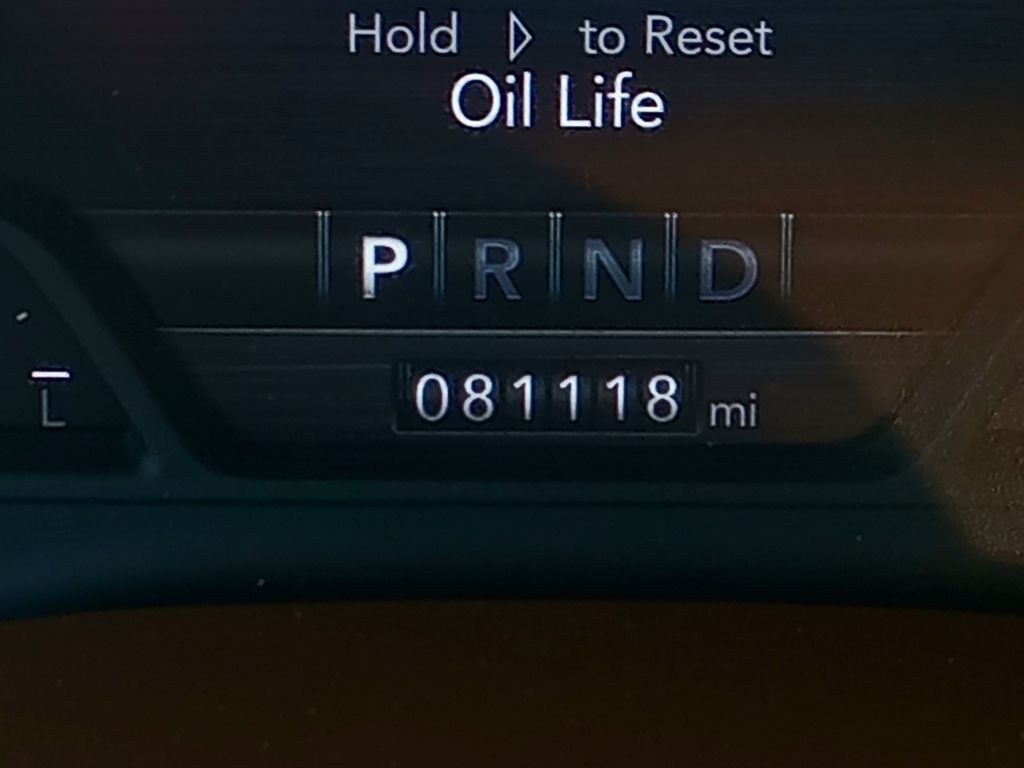 Hold ▷ to Reset
Oil Life
P R N D
081118 mi
L